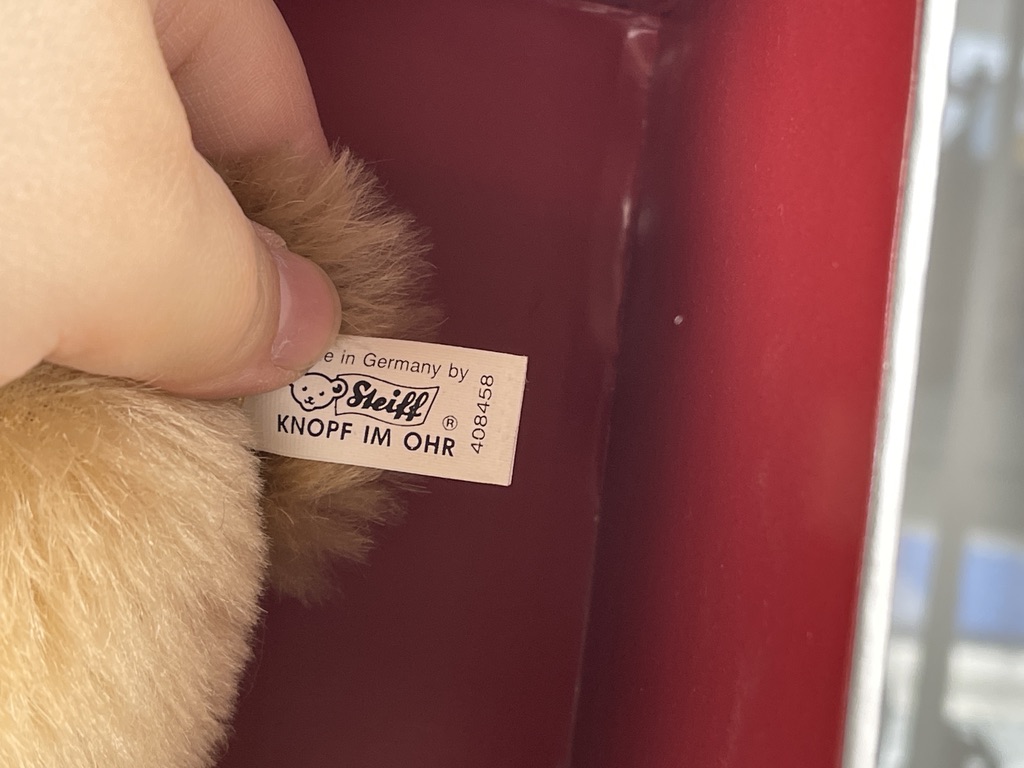 e in Germany by
Steiff ®
KNOPF IM OHR
408458